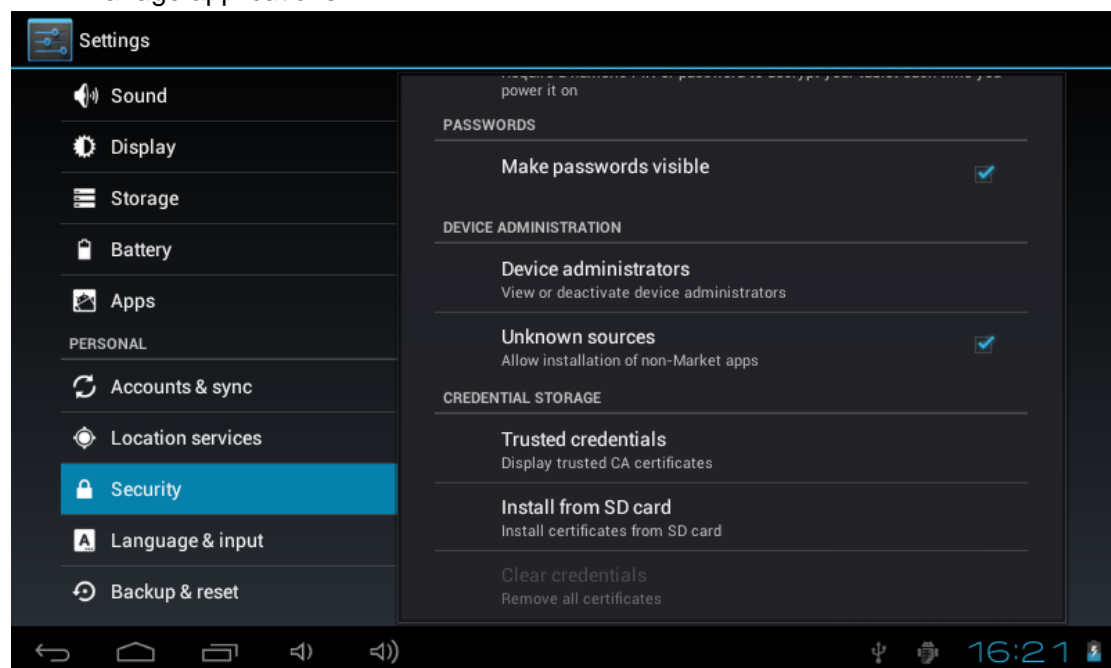 Settings
Sound
Display
Storage
Battery
Apps
PERSONAL
Accounts & sync
Location services
Security
Language & input
Backup & reset
power it on
PASSWORDS
Make passwords visible
DEVICE ADMINISTRATION
Device administrators
View or deactivate device administrators
Unknown sources
Allow installation of non-Market apps
CREDENTIAL STORAGE
Trusted credentials
Display trusted CA certificates
Install from SD card
Install certificates from SD card
Clear credentials
Remove all certificates
16:21